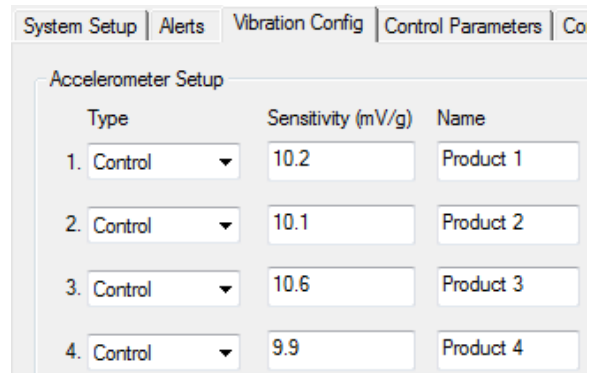 System Setup Alerts Vibration Config Control Parameters Co
Accelerometer Setup
Type Sensitivity (mV/g) Name
1. Control 10.2 Product 1
2. Control 10.1 Product 2
3. Control 10.6 Product 3
4. Control 9.9 Product 4